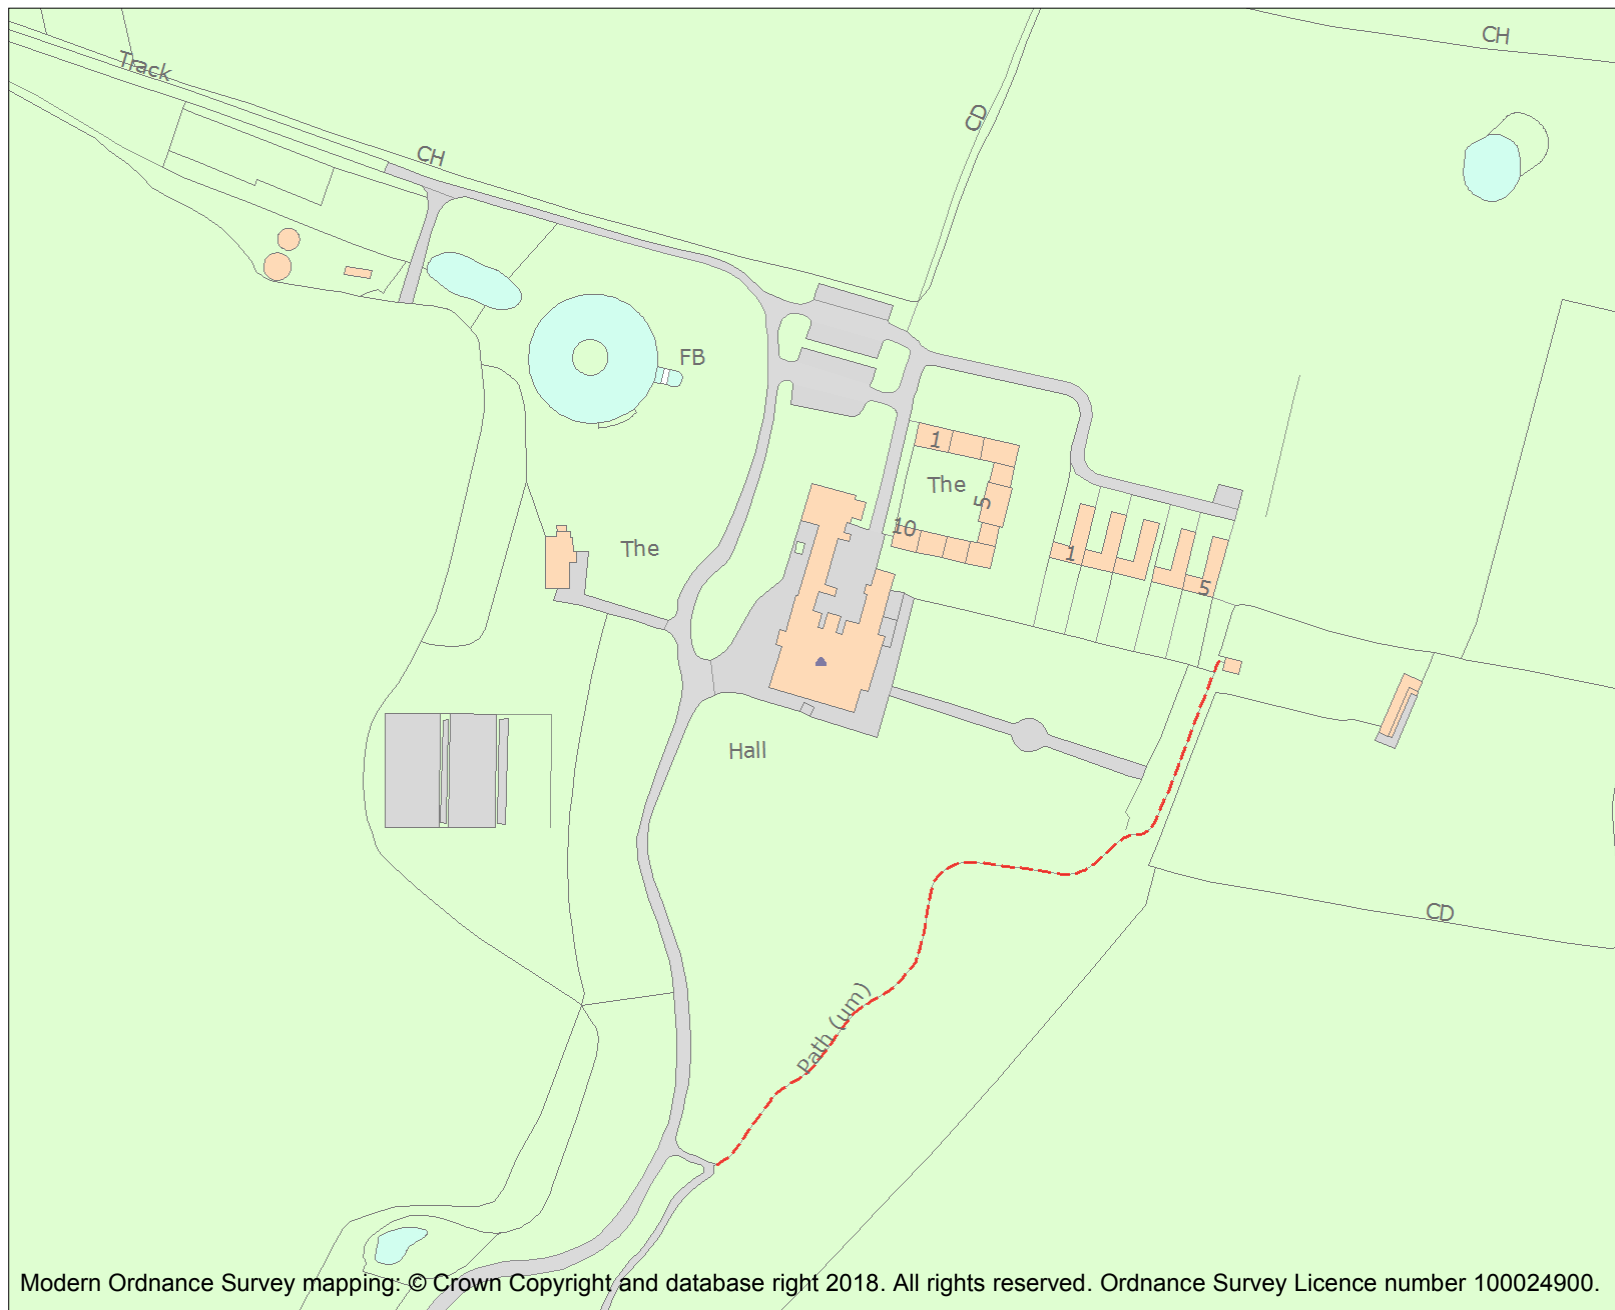 CH
Track
CD
CH
FB
1
The
5
10
The
1
5
Hall
CD
Path (um)
Modern Ordnance Survey mapping: © Crown Copyright and database right 2018. All rights reserved. Ordnance Survey Licence number 100024900.